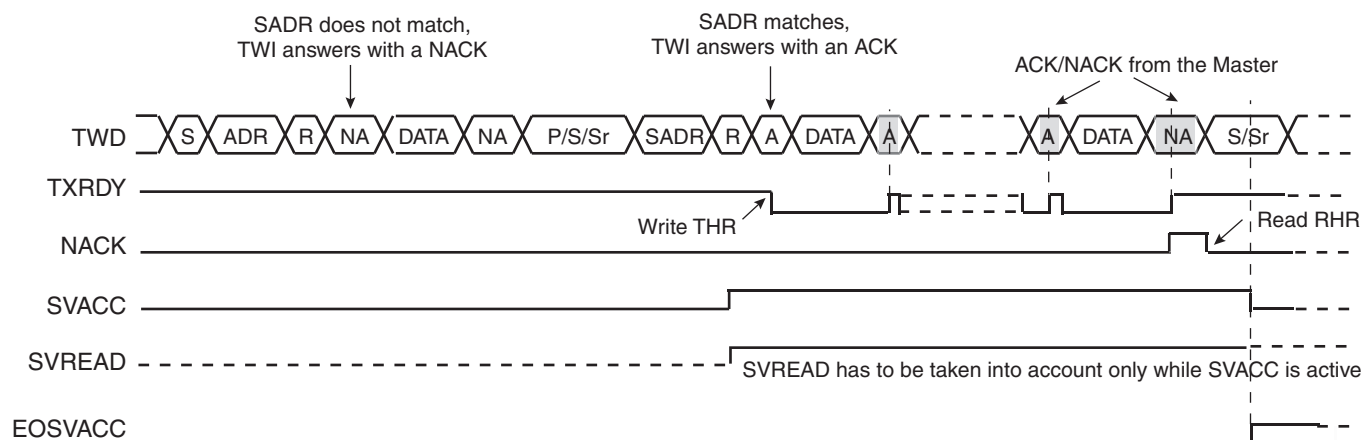 SADR does not match,
TWI answers with a NACK
SADR matches,
TWI answers with an ACK
ACK/NACK from the Master
TWD S ADR R NA DATA NA P/S/Sr SADR R A DATA A A DATA NA S/Sr
TXRDY
Write THR
Read RHR
NACK
SVACC
SVREAD
SVREAD has to be taken into account only while SVACC is active
EOSVACC